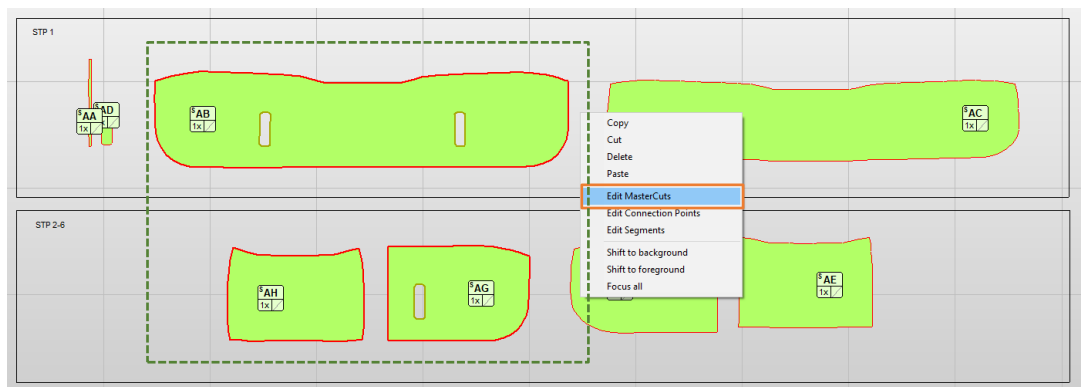 STP 1
$AA
1x
$AD
$AB
1x
$AC
1x
Copy
Cut
Delete
Paste
Edit MasterCuts
Edit Connection Points
Edit Segments
Shift to background
Shift to foreground
Focus all
STP 2-6
$AH
1x
$AG
1x
$AE
1x